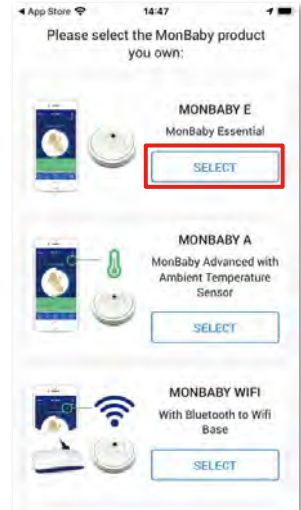 App Store
14:47
Please select the MonBaby product
you own:
MONBABY E
MonBaby Essential
SELECT
MONBABY A
MonBaby Advanced with
Ambient Temperature
Sensor
SELECT
MONBABY WIFI
With Bluetooth to Wifi
Base
SELECT